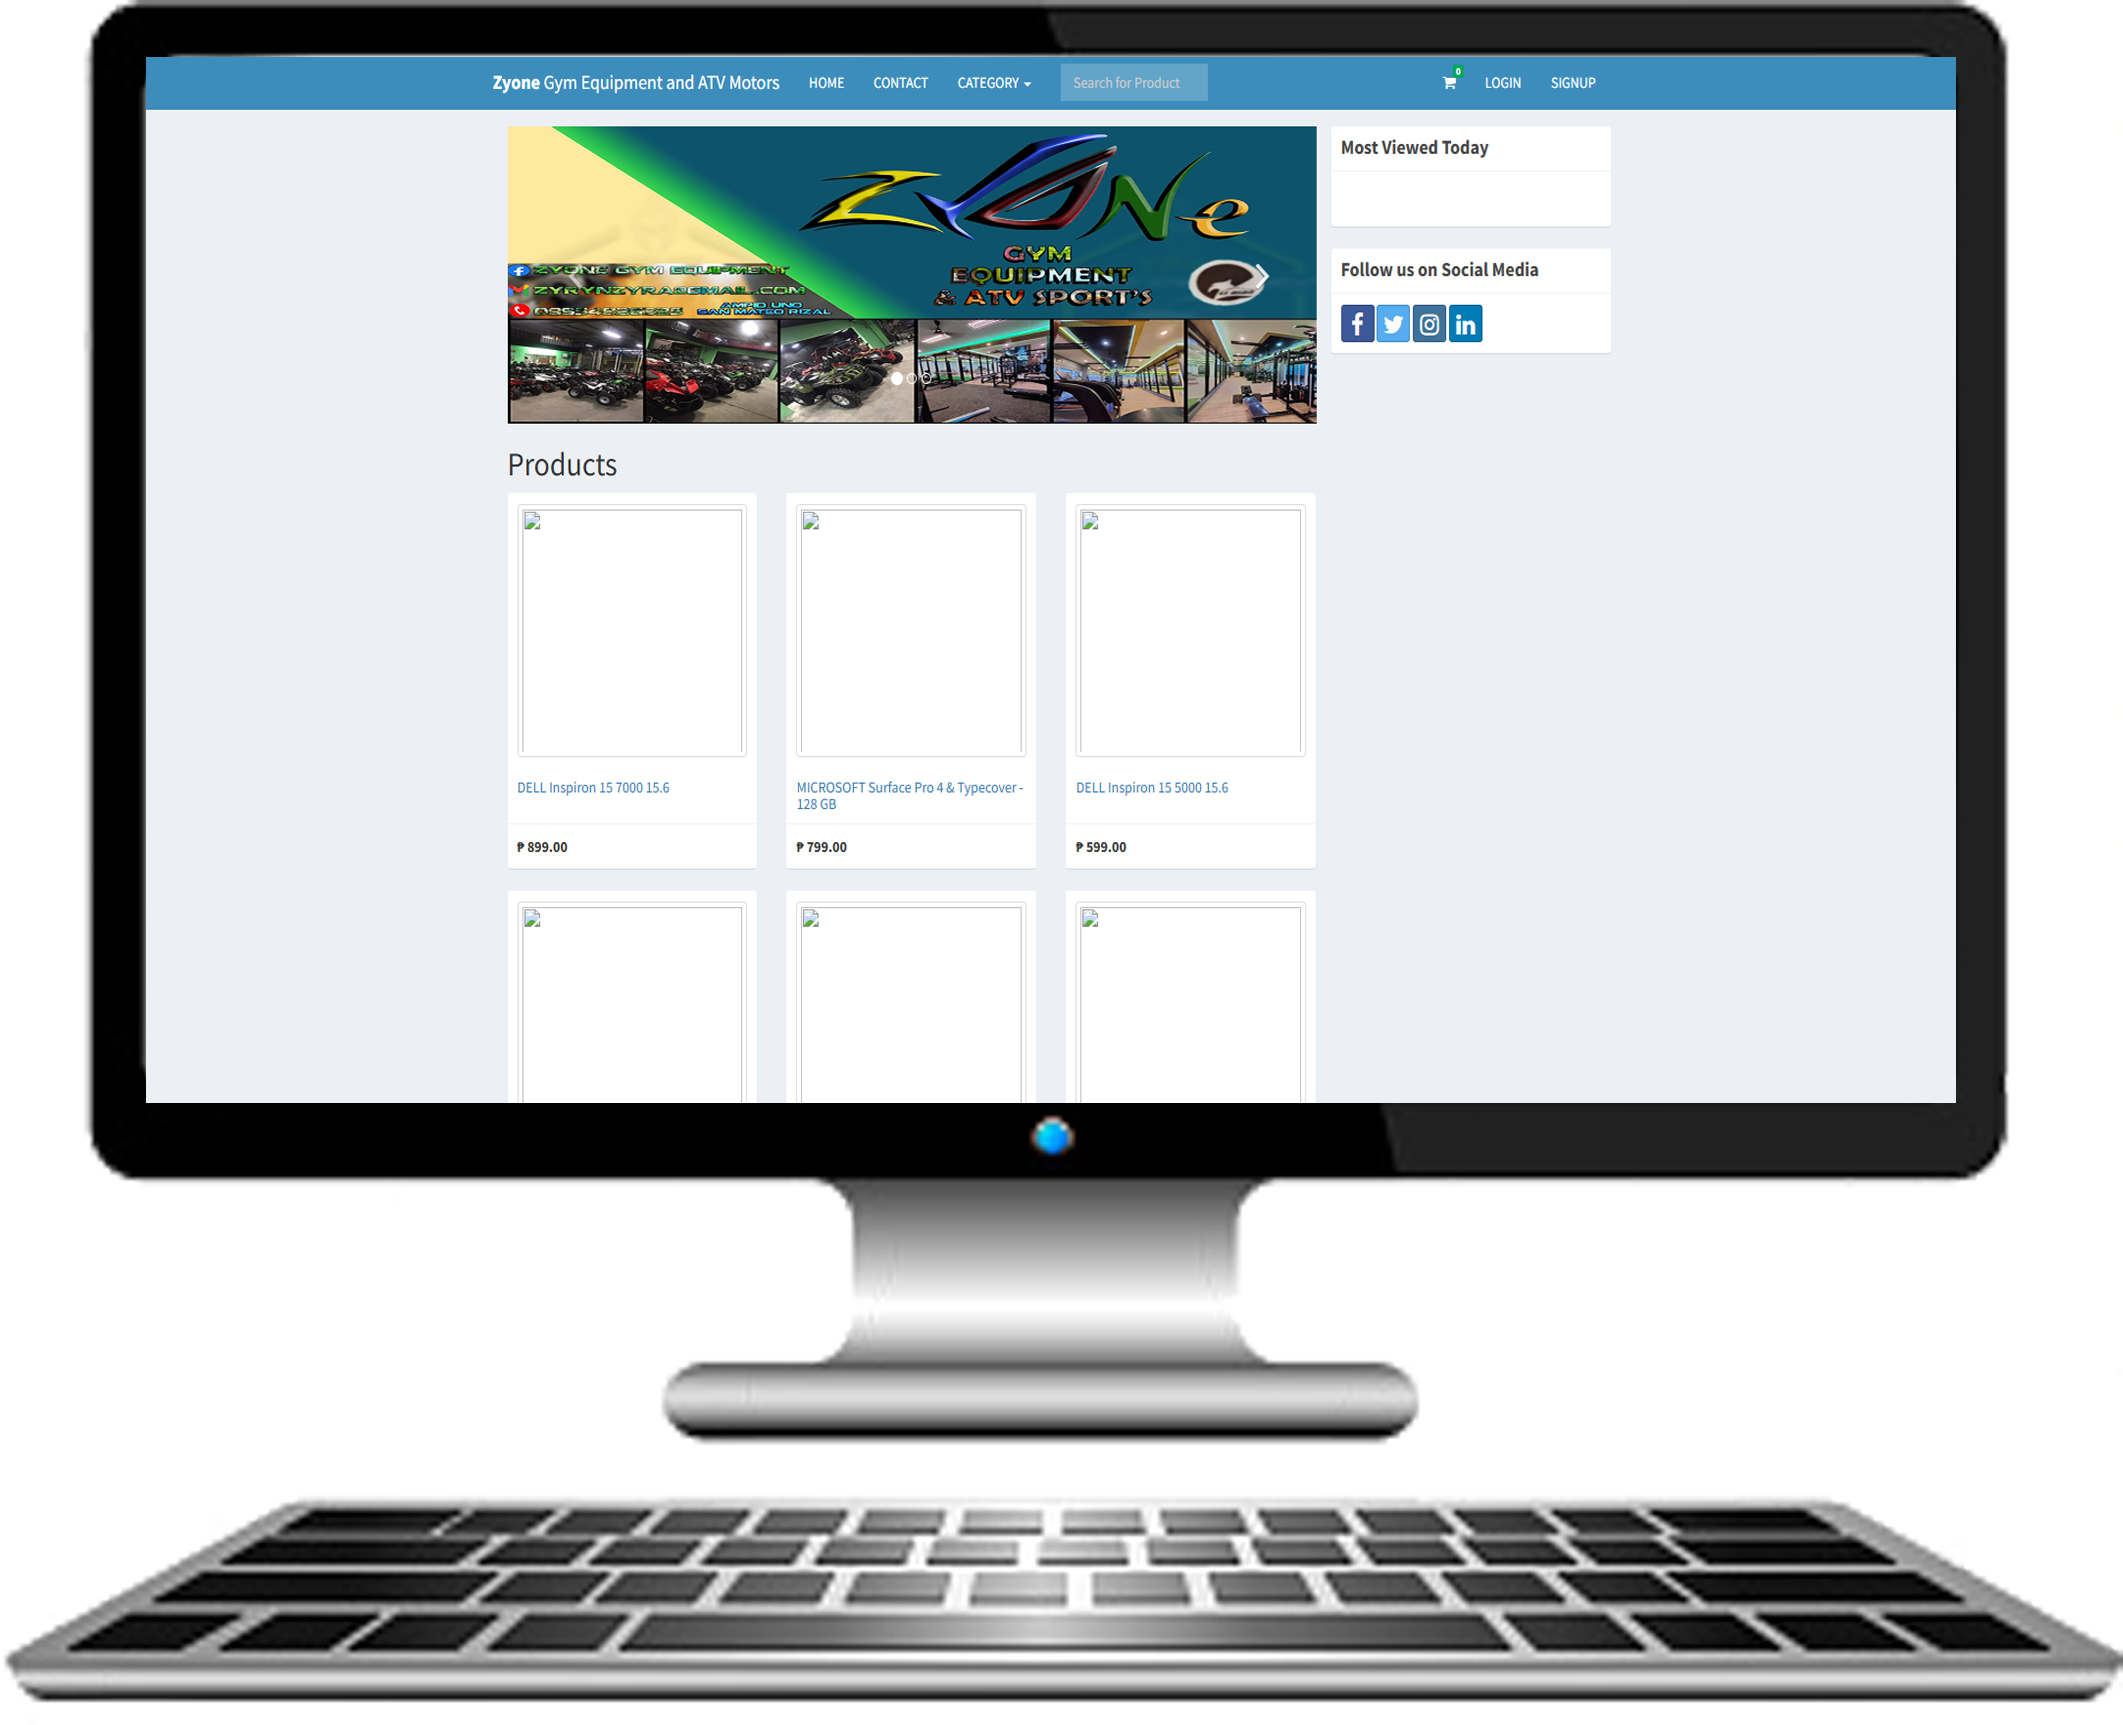 Zyone Gym Equipment and ATV Motors HOME CONTACT CATEGORY Search for Product 0 LOGIN SIGNUP
ZYONe
GYM
EQUIPMENT
& ATV SPORT'S
ZYONE GYM EQUIPMENT
ZYRYNZYRA@GMAIL.COM
AMPID UNO
SAN MATEO RIZAL
Most Viewed Today
Follow us on Social Media
Products
DELL Inspiron 15 7000 15.6
MICROSOFT Surface Pro 4 & Typecover -
128 GB
DELL Inspiron 15 5000 15.6
₱ 899.00
₱ 799.00
₱ 599.00